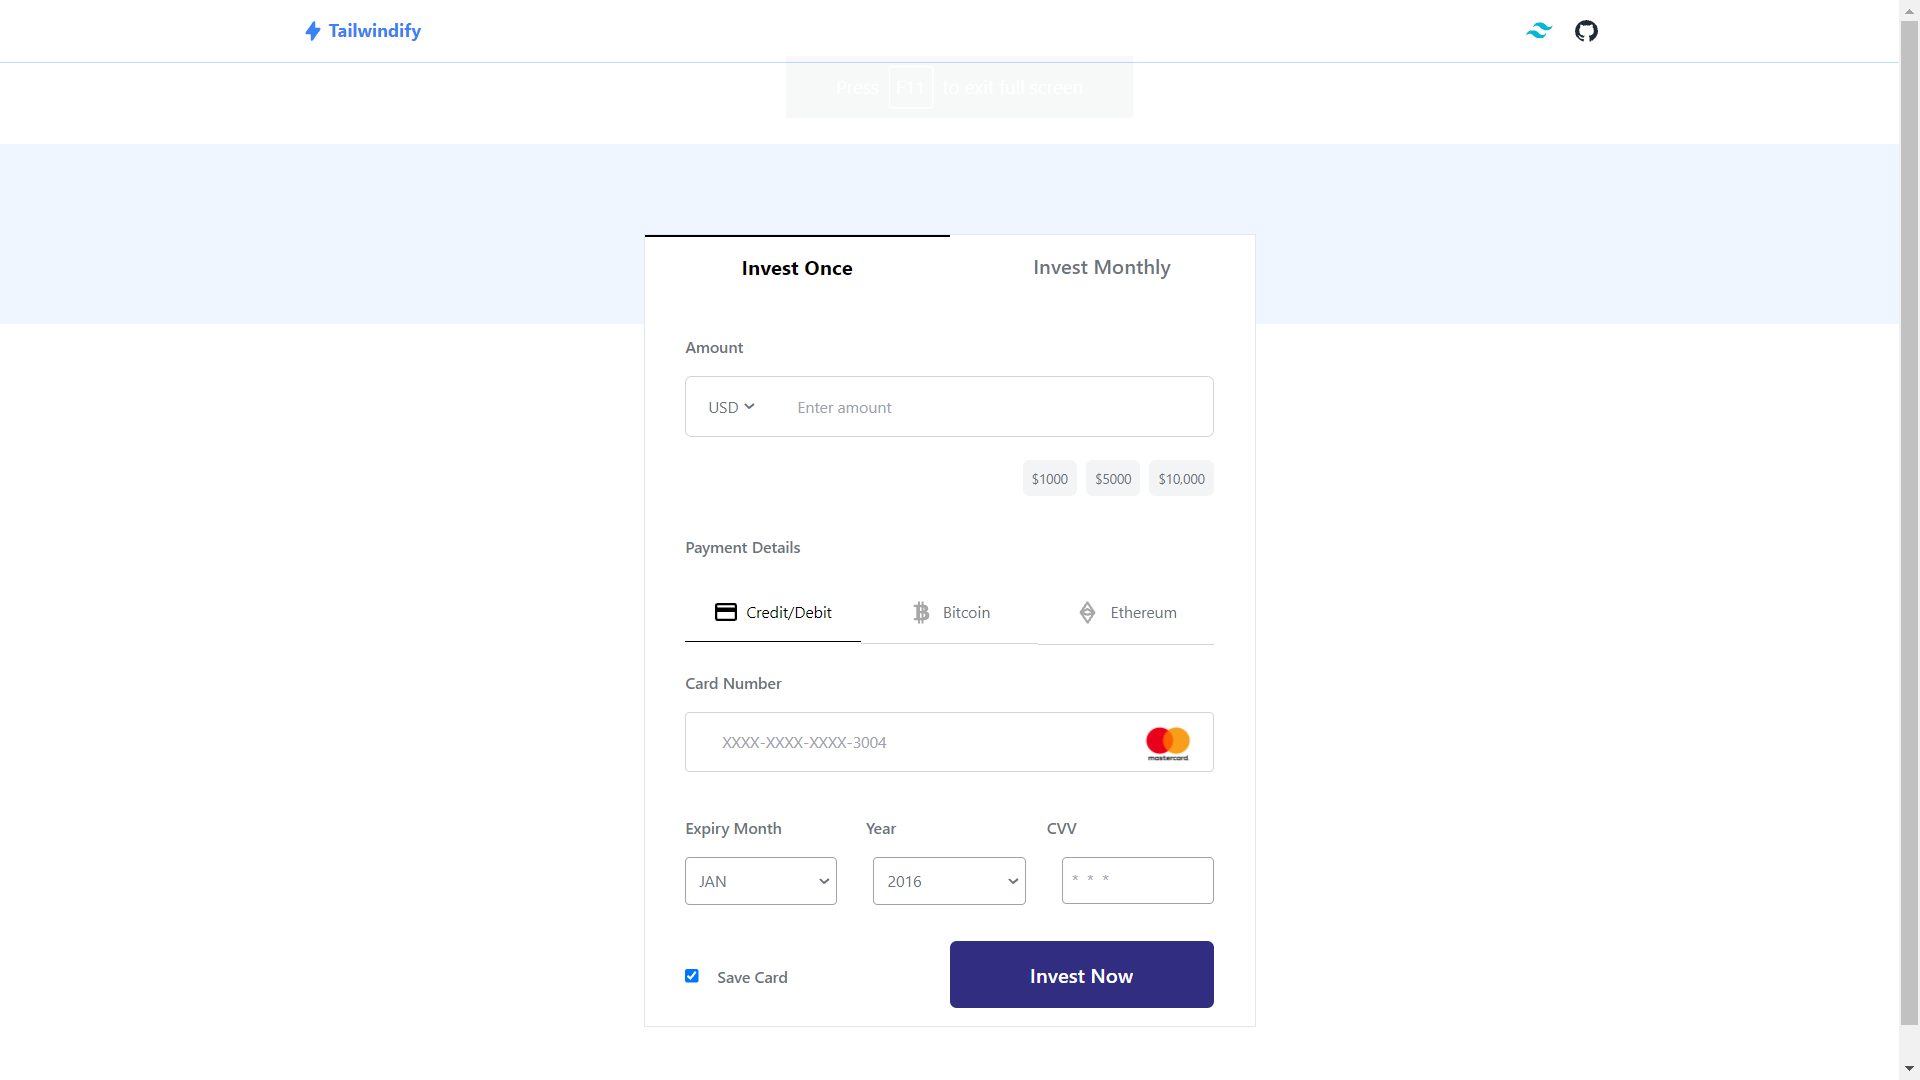 Tailwindify
Press F11 to exit full screen
Invest Once
Invest Monthly
Amount
USD
Enter amount
$1000
$5000
$10,000
Payment Details
Credit/Debit
Bitcoin
Ethereum
Card Number
XXXX-XXXX-XXXX-3004
mastercard
Expiry Month
Year
CVV
JAN
2016
* * *
Save Card
Invest Now